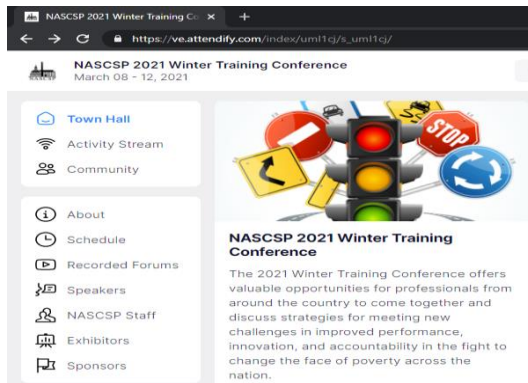 NASCSP 2021 Winter Training Co
https://ve.attendify.com/index/uml1cj/s_uml1cj/
NASCSP
NASCSP 2021 Winter Training Conference
March 08 - 12, 2021
Town Hall
Activity Stream
Community
About
Schedule
Recorded Forums
Speakers
NASCSP Staff
Exhibitors
Sponsors
STOP
NASCSP 2021 Winter Training
Conference
The 2021 Winter Training Conference offers
valuable opportunities for professionals from
around the country to come together and
discuss strategies for meeting new
challenges in improved performance,
innovation, and accountability in the fight to
change the face of poverty across the
nation.